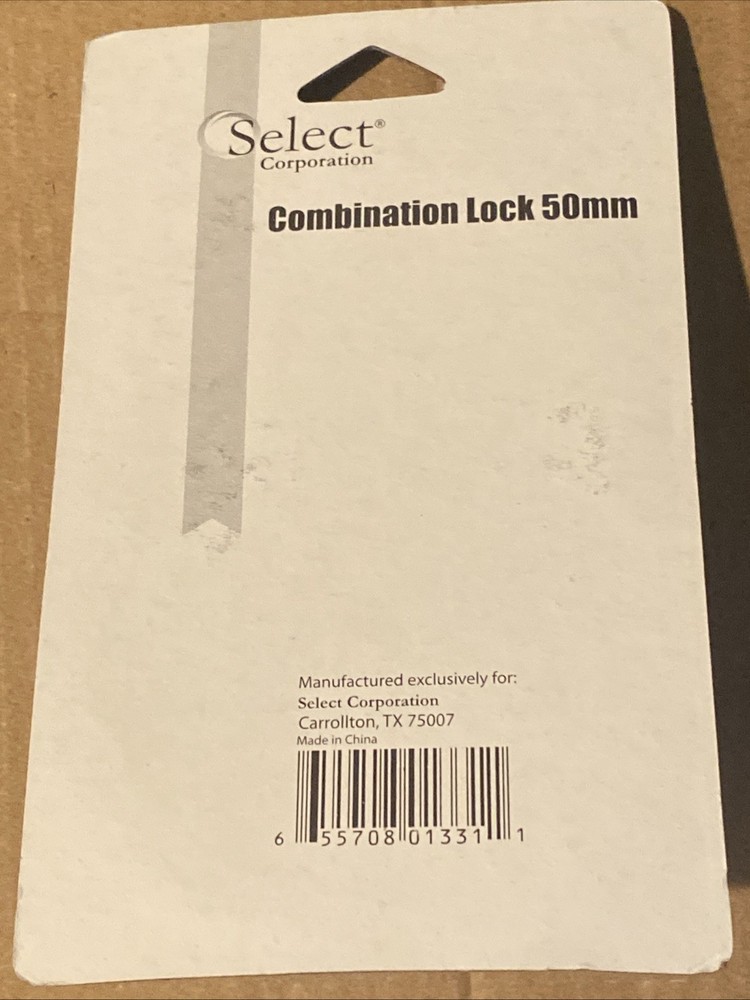 Select®
Corporation
Combination Lock 50mm
Manufactured exclusively for:
Select Corporation
Carrollton, TX 75007
Made in China
6 55708 01331 1